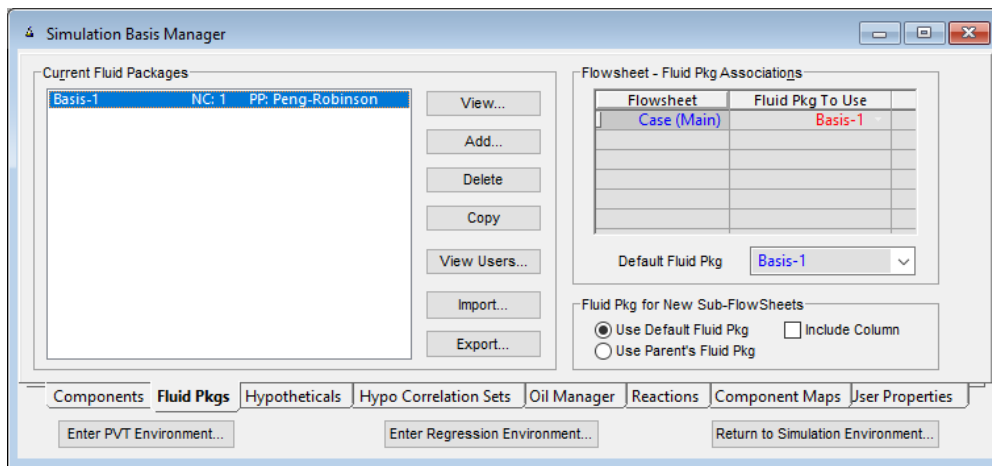 Simulation Basis Manager
Current Fluid Packages
Basis-1 NC: 1 PP: Peng-Robinson
View...
Add...
Delete
Copy
View Users...
Import...
Export...
Flowsheet - Fluid Pkg Associations
Flowsheet Fluid Pkg To Use
Case (Main) Basis-1
Default Fluid Pkg Basis-1
Fluid Pkg for New Sub-FlowSheets
Use Default Fluid Pkg Include Column
Use Parent's Fluid Pkg
Components Fluid Pkgs Hypotheticals Hypo Correlation Sets Oil Manager Reactions Component Maps User Properties
Enter PVT Environment... Enter Regression Environment... Return to Simulation Environment...